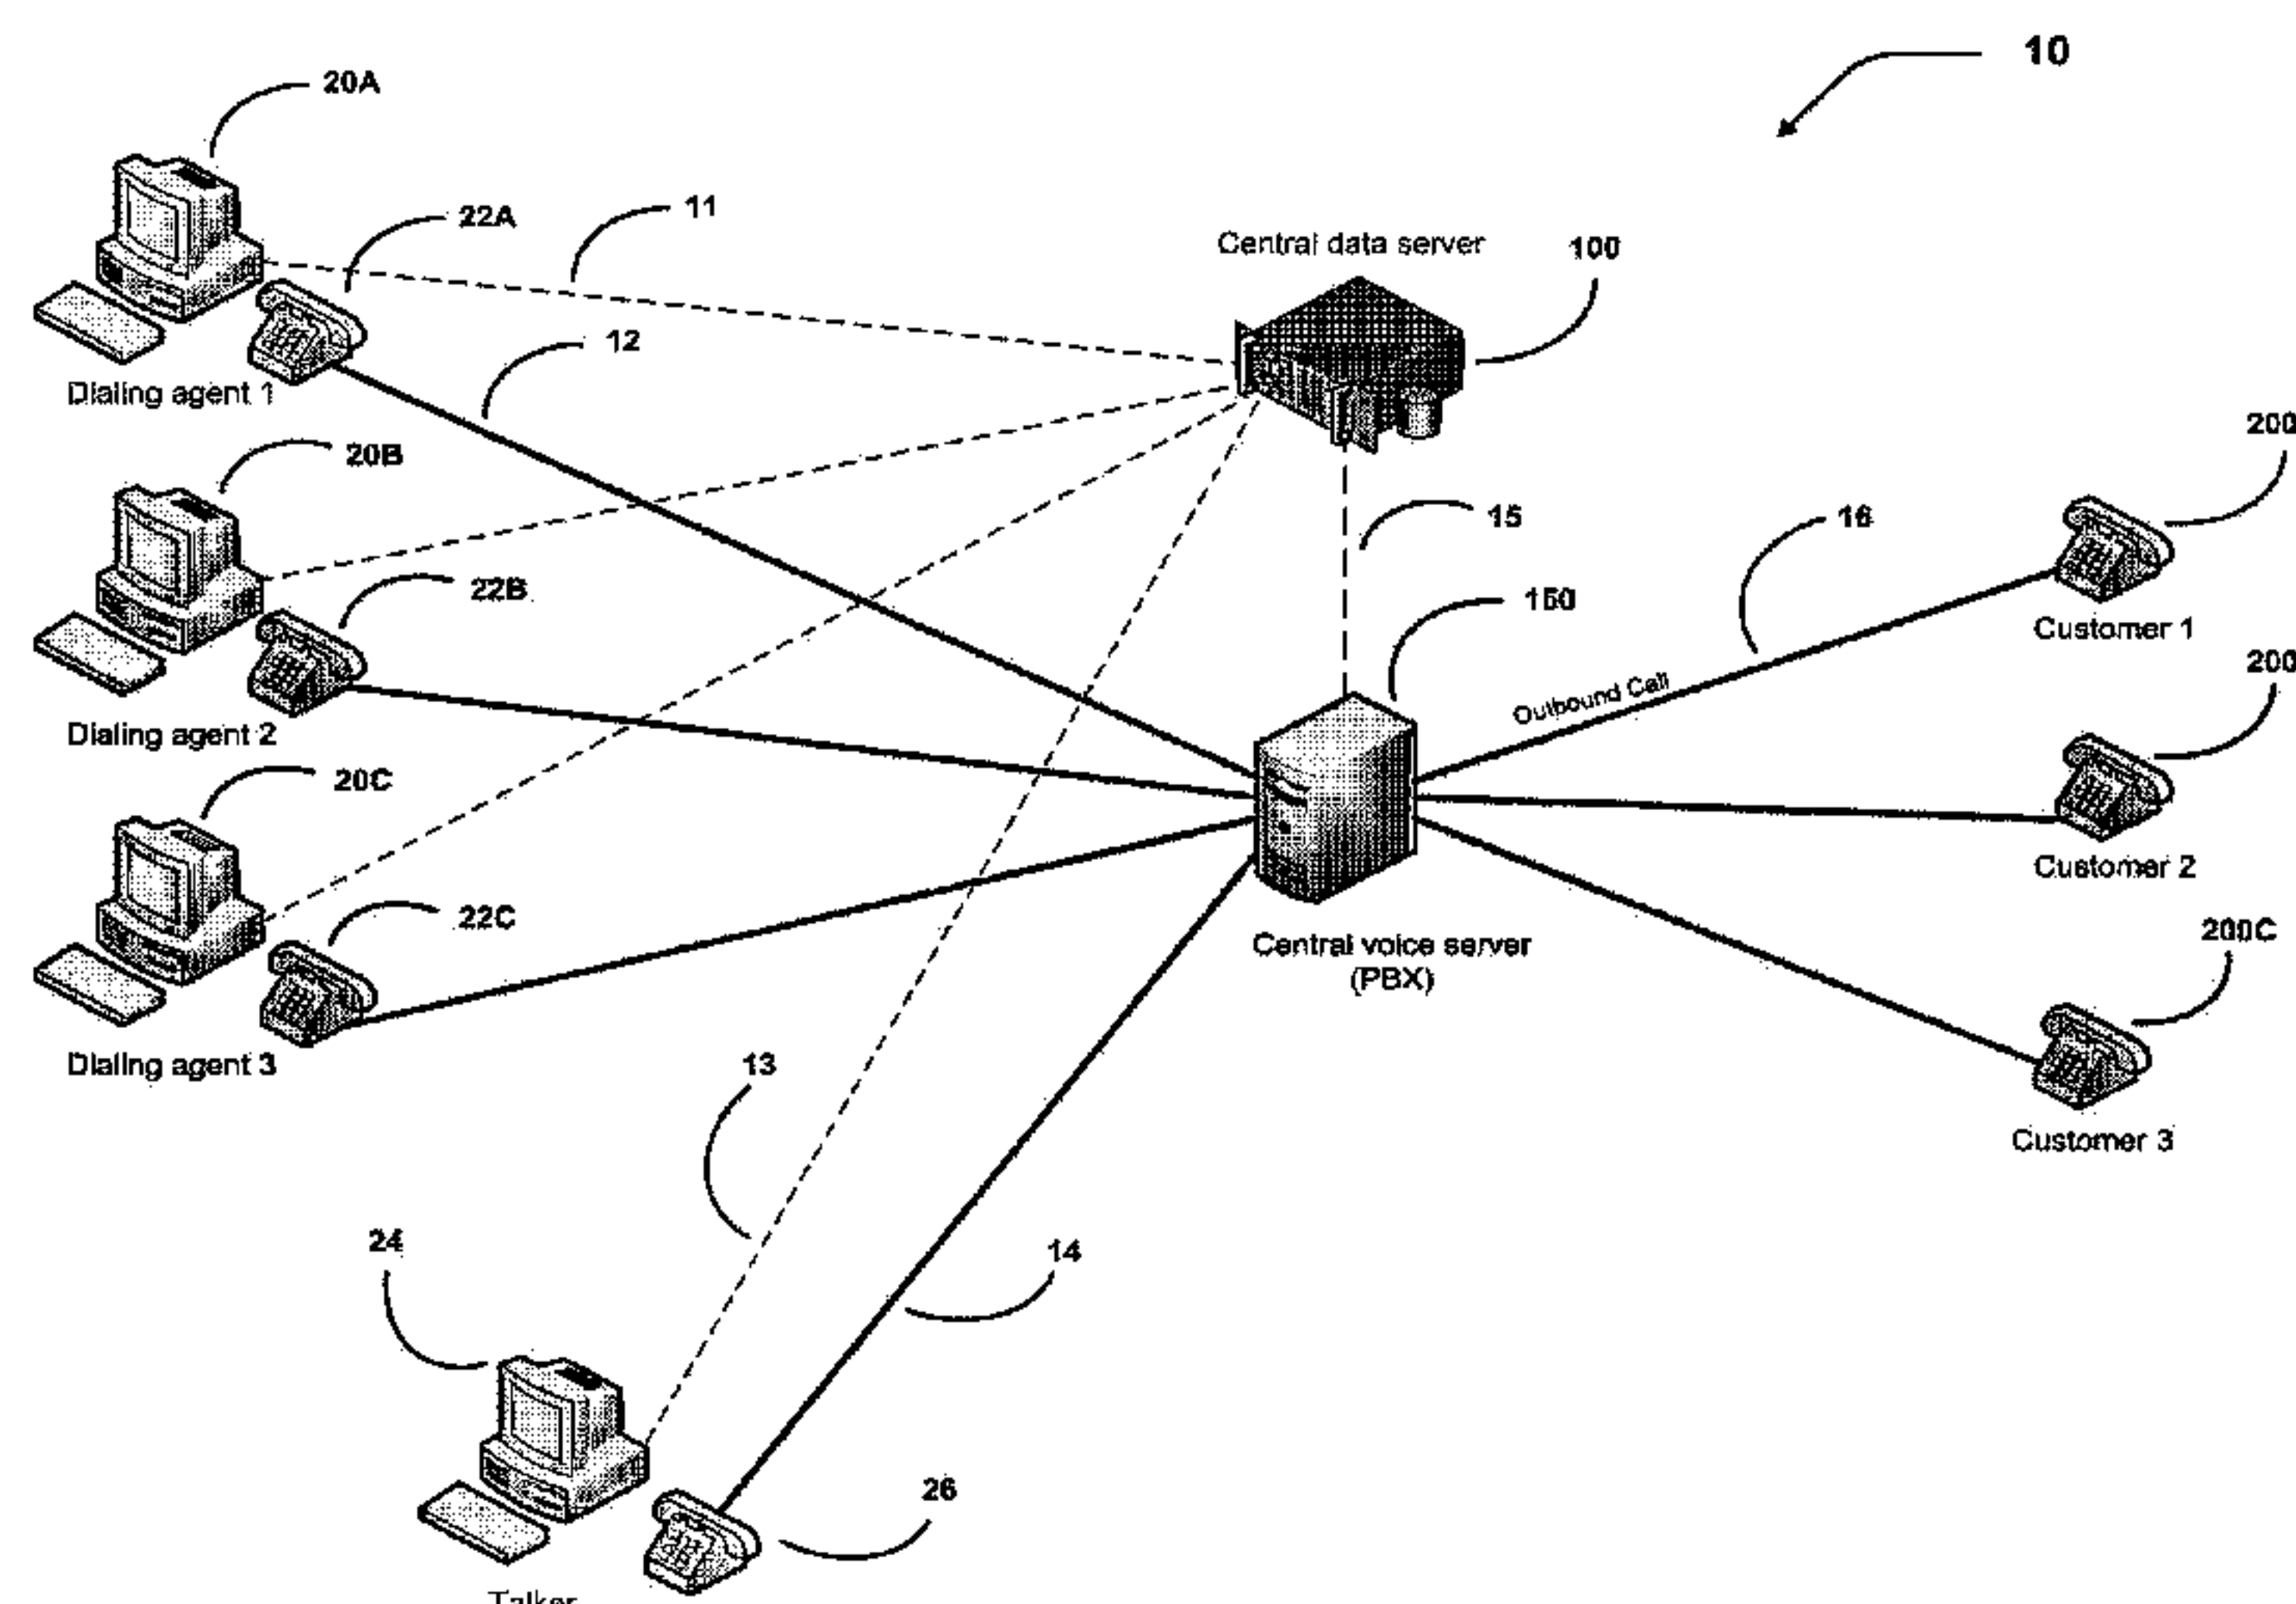 10
20A
22A
11
Central data server
100
12
Dialing agent 1
200
20B
15
16
22B
150
Customer 1
Outbound Call
200
Dialing agent 2
20C
Customer 2
22C
200C
Central voice server
(PBX)
Dialing agent 3
13
Customer 3
24
14
26
Talker